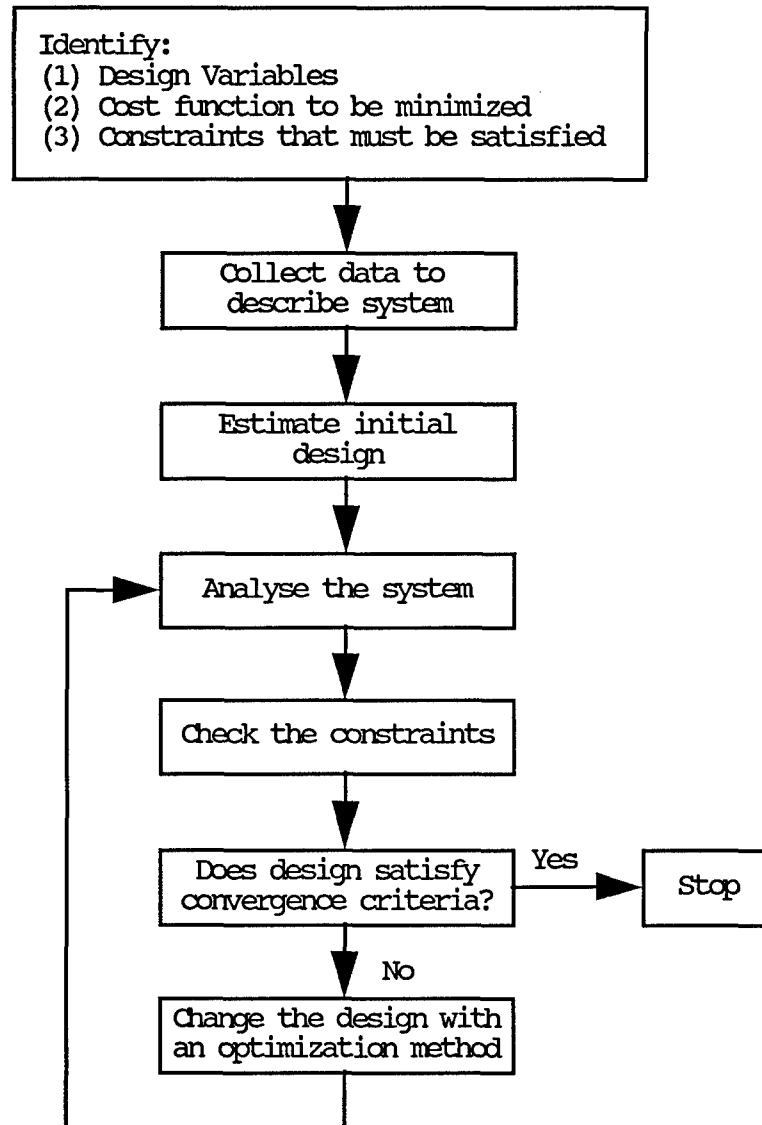 Identify:
(1) Design Variables
(2) Cost function to be minimized
(3) Constraints that must be satisfied
Collect data to
describe system
Estimate initial
design
Analyse the system
Check the constraints
Does design satisfy
convergence criteria?
Yes
Stop
No
Change the design with
an optimization method